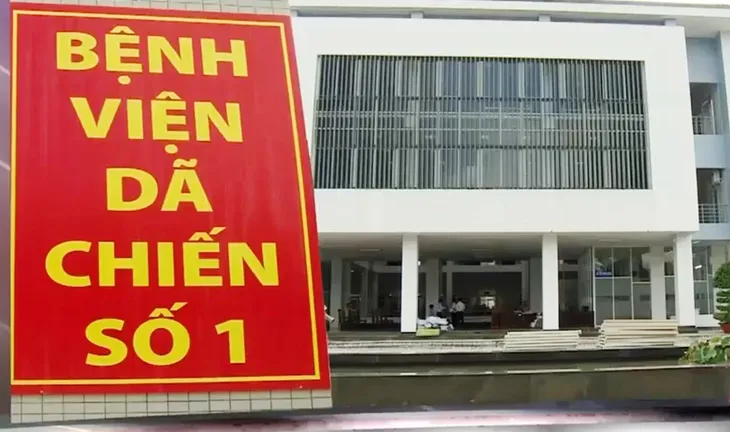 BỆNH
VIỆN
DÃ
CHIẾN
SỐ 1